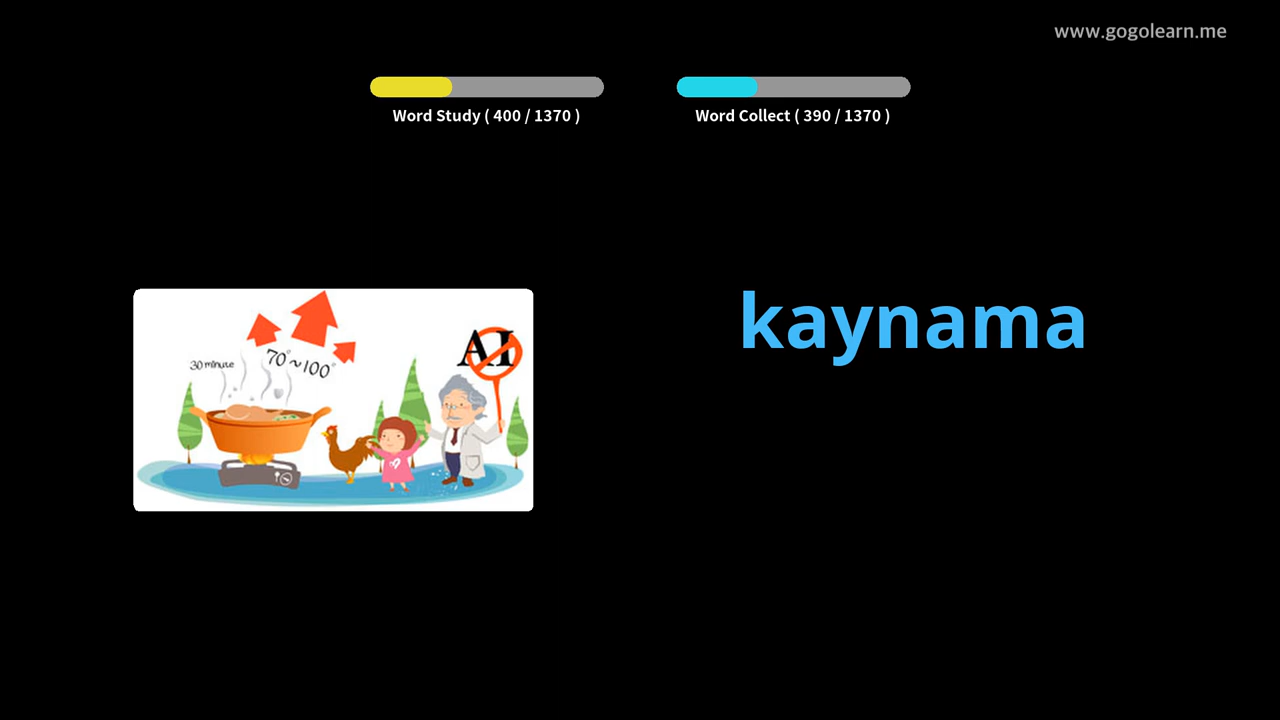 www.gogolearn.me
Word Study ( 400 / 1370 )
Word Collect ( 390 / 1370 )
kaynama
30 minute
70°~100°
AI